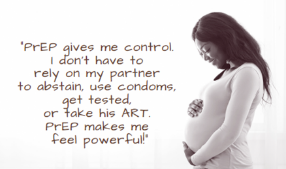 "PrEP gives me control.
I don't have to
rely on my partner
to abstain, use condoms,
get tested,
or take his ART.
PrEP makes me
feel powerful!"